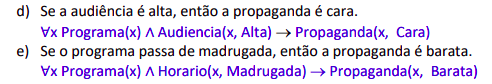 d) Se a audiência é alta, então a propaganda é cara.
∀x Programa(x) Λ Audiencia(x, Alta) → Propaganda(x, Cara)
e) Se o programa passa de madrugada, então a propaganda é barata.
∀x Programa(x) Λ Horario(x, Madrugada) → Propaganda(x, Barata)